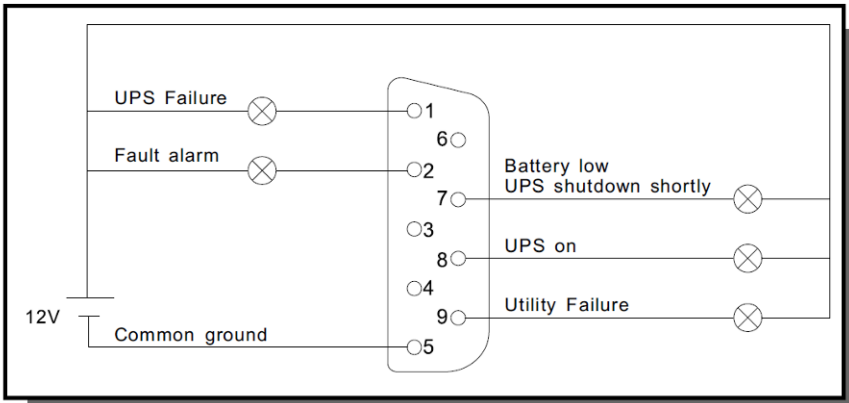 UPS Failure
1
6
Fault alarm
2
Battery low
UPS shutdown shortly
7
3
UPS on
8
4
Utility Failure
9
12V
Common ground
5